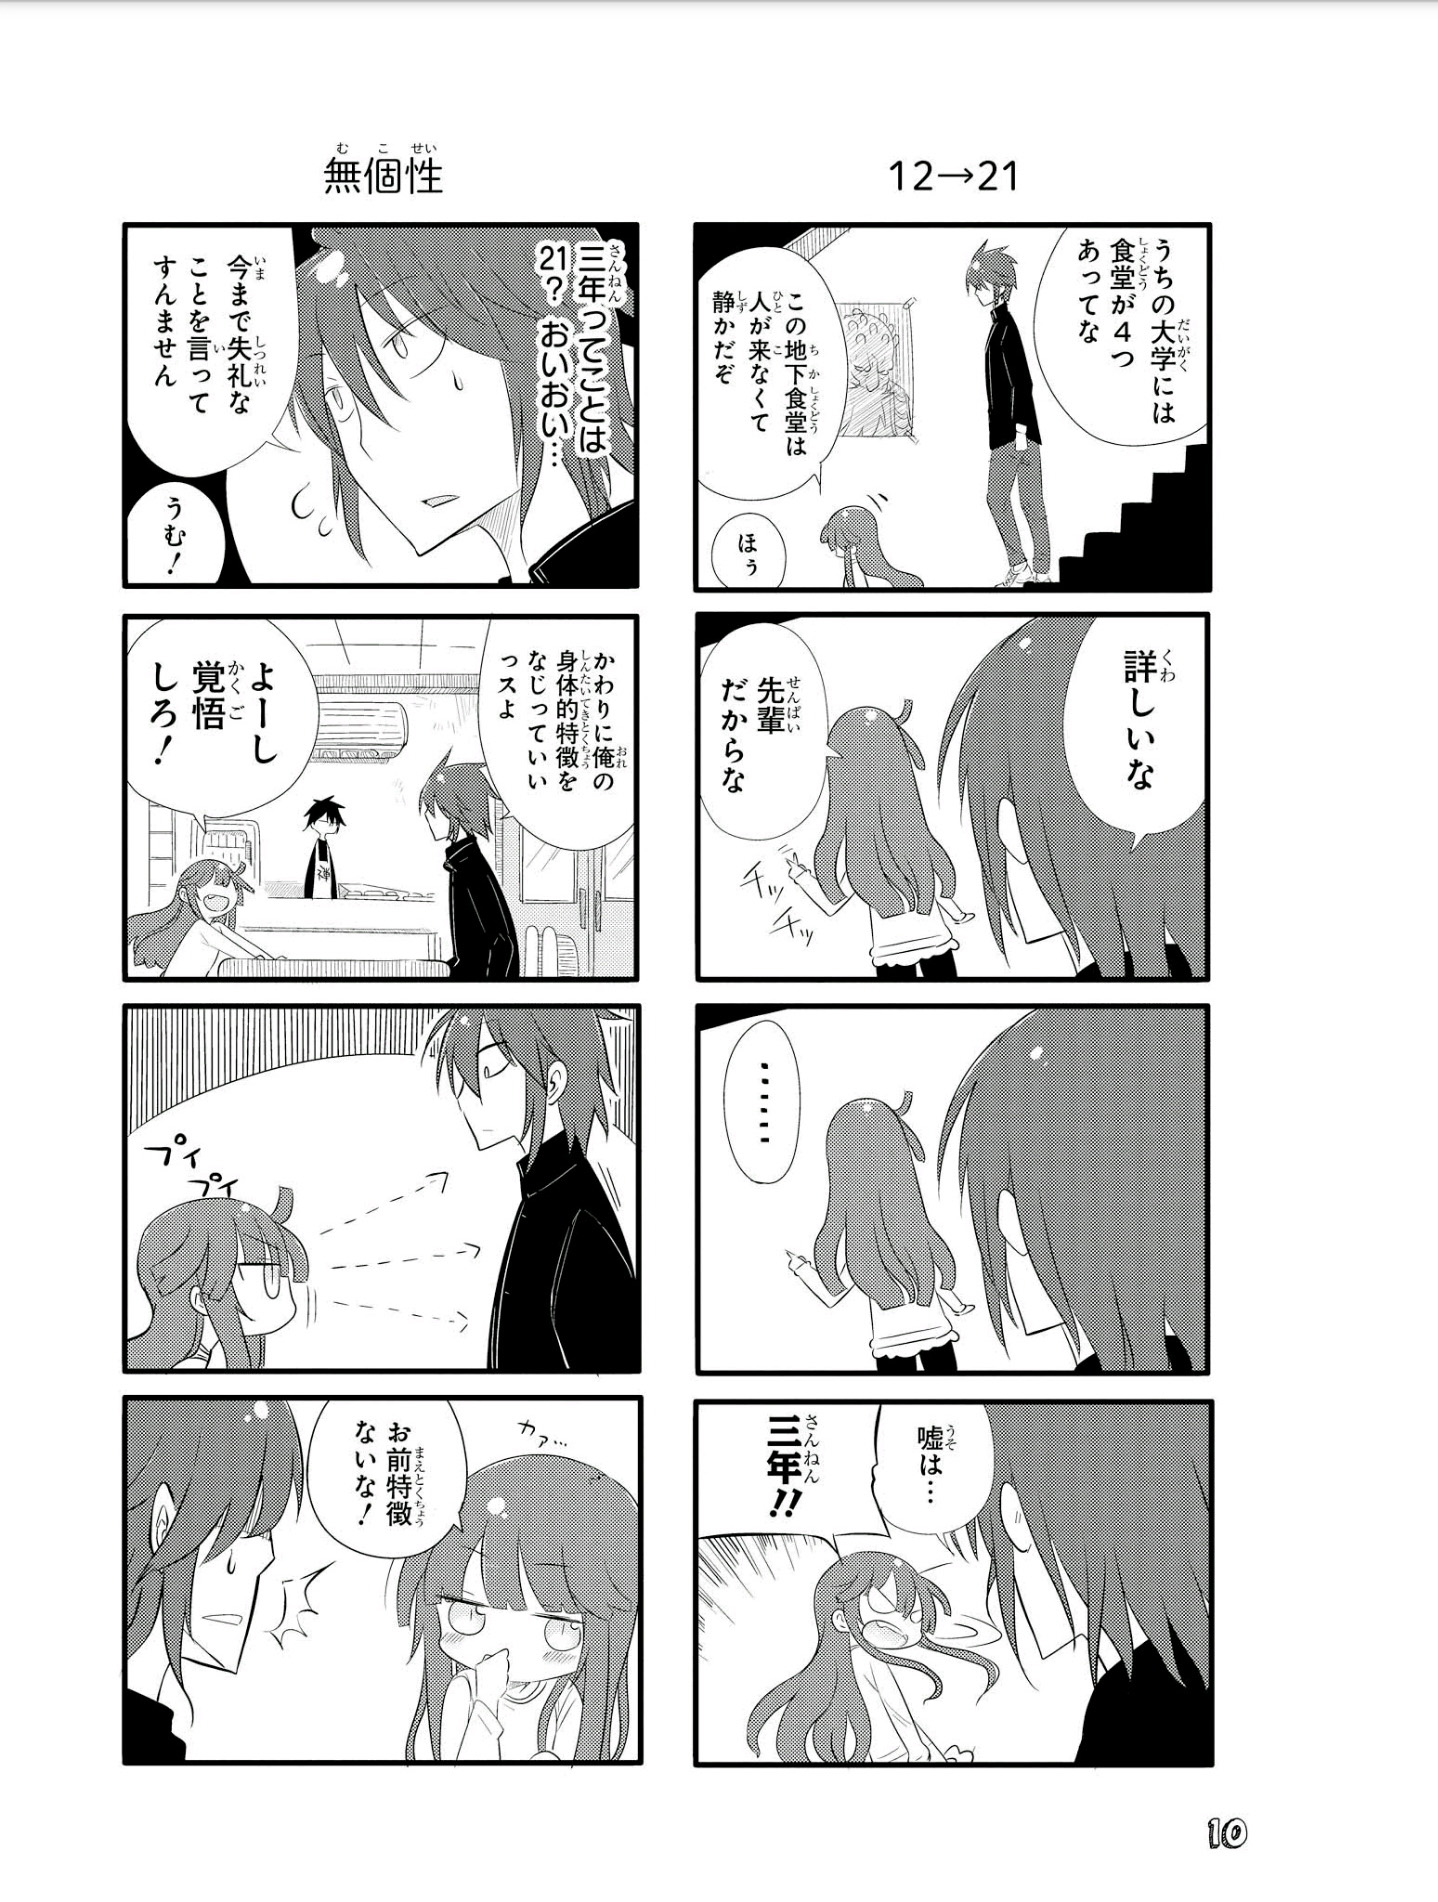 12→21
うちの大学には
食堂が4つ
あってな
この地下食堂は
人が来なくて
静かだぞ
ほぅ
詳しいな
先輩
だからな
チッ
チッ
……
嘘は…
三年!!
無個性
三年ってことは
21? おいおい…
今まで失礼な
ことを言って
すんません
うむ!
かわりに俺の
身体的特徴を
なじっていい
っスよ
よーし
覚悟
しろ!
神
プイ
プイ
カァ…
お前特徴
ないな!
10